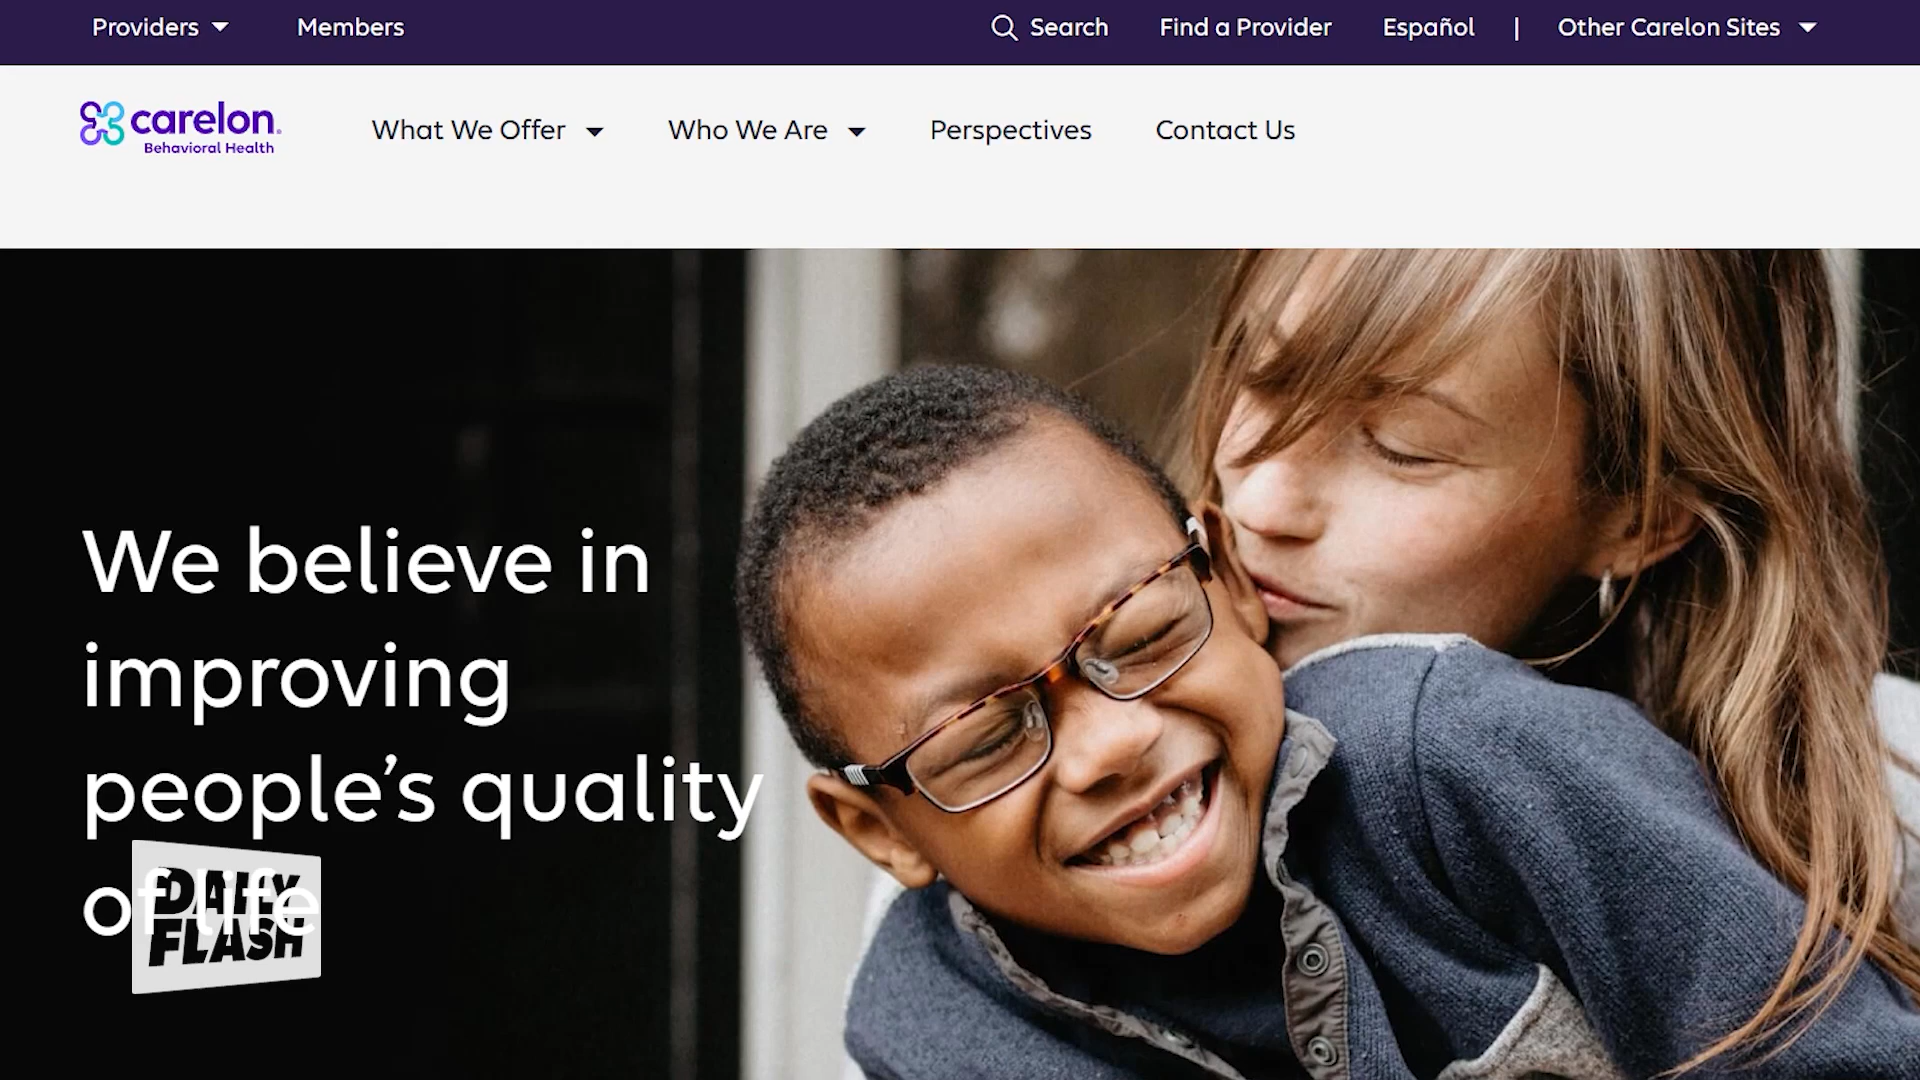 Providers
Members
Search
Find a Provider
Español
|
Other Carelon Sites
carelon
Behavioral Health
What We Offer
Who We Are
Perspectives
Contact Us
We believe in
improving
people’s quality
of life
DAILY
FLASH